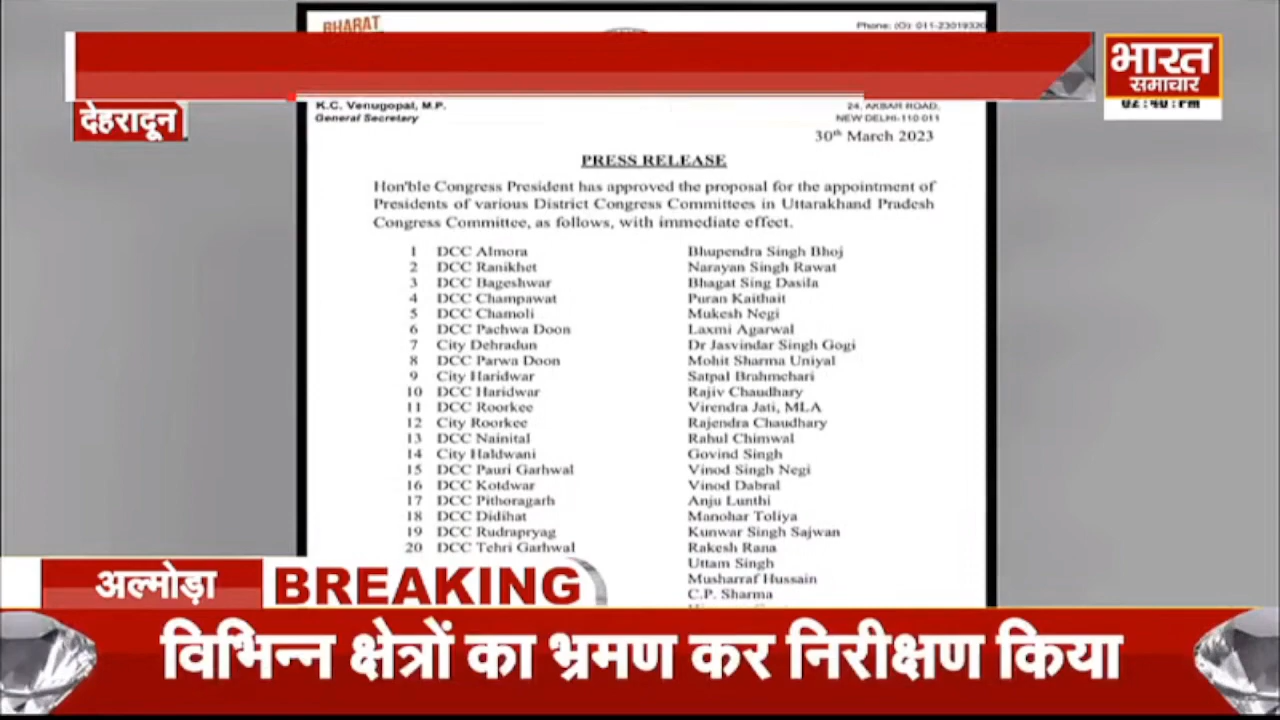 BHARAT
Phone: (O): 011-23019320
भारत
समाचार
02:40:PM
देहरादून
K.C. Venugopal, M.P.
General Secretary
24, AKBAR ROAD,
NEW DELHI-110 011
30th March 2023
PRESS RELEASE
Hon'ble Congress President has approved the proposal for the appointment of
Presidents of various District Congress Committees in Uttarakhand Pradesh
Congress Committee, as follows, with immediate effect.
1 DCC Almora Bhupendra Singh Bhoj
2 DCC Ranikhet Narayan Singh Rawat
3 DCC Bageshwar Bhagat Sing Dasila
4 DCC Champawat Puran Kaithait
5 DCC Chamoli Mukesh Negi
6 DCC Pachwa Doon Laxmi Agarwal
7 City Dehradun Dr Jasvindar Singh Gogi
8 DCC Parwa Doon Mohit Sharma Uniyal
9 City Haridwar Satpal Brahmchari
10 DCC Haridwar Rajiv Chaudhary
11 DCC Roorkee Virendra Jati, MLA
12 City Roorkee Rajendra Chaudhary
13 DCC Nainital Rahul Chimwal
14 City Haldwani Govind Singh
15 DCC Pauri Garhwal Vinod Singh Negi
16 DCC Kotdwar Vinod Dabral
17 DCC Pithoragarh Anju Lunthi
18 DCC Didihat Manohar Toliya
19 DCC Rudrapryag Kunwar Singh Sajwan
20 DCC Tehri Garhwal Rakesh Rana
Uttam Singh
Musharraf Hussain
C.P. Sharma
अल्मोड़ा
BREAKING
विभिन्न क्षेत्रों का भ्रमण कर निरीक्षण किया